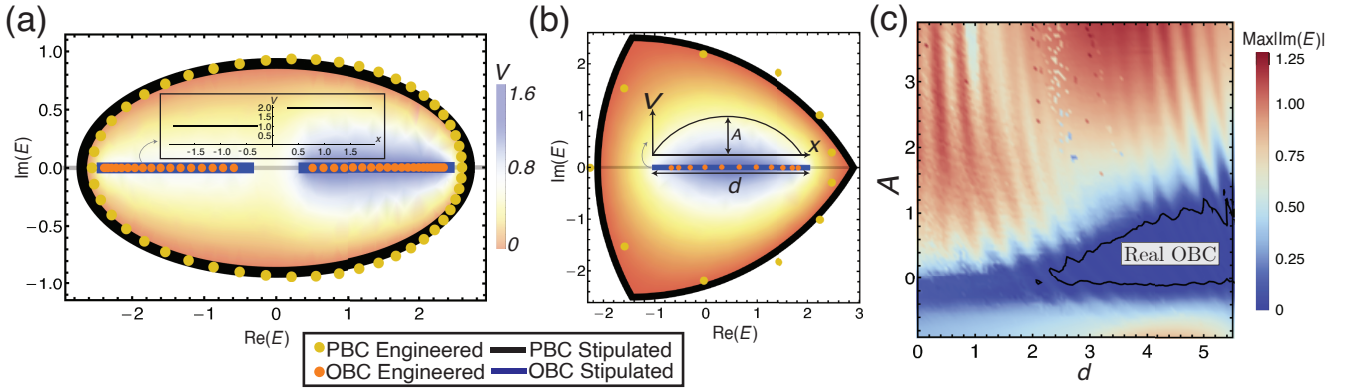 (a)
1.0
0.5
0.0
−0.5
−1.0
Im(E)
−2
−1
0
1
2
Re(E)
V
2.0
1.5
1.0
0.5
x
−1.5
−1.0
−0.5
0.0
0.5
1.0
1.5
V
1.6
0.8
0
(b)
2
1
0
−1
−2
Im(E)
−2
−1
0
1
2
3
Re(E)
V
A
x
d
(c)
3
2
1
0
A
0
1
2
3
4
5
d
Real OBC
Max|Im(E)|
1.25
1.00
0.75
0.50
0.25
0
PBC Engineered
PBC Stipulated
OBC Engineered
OBC Stipulated